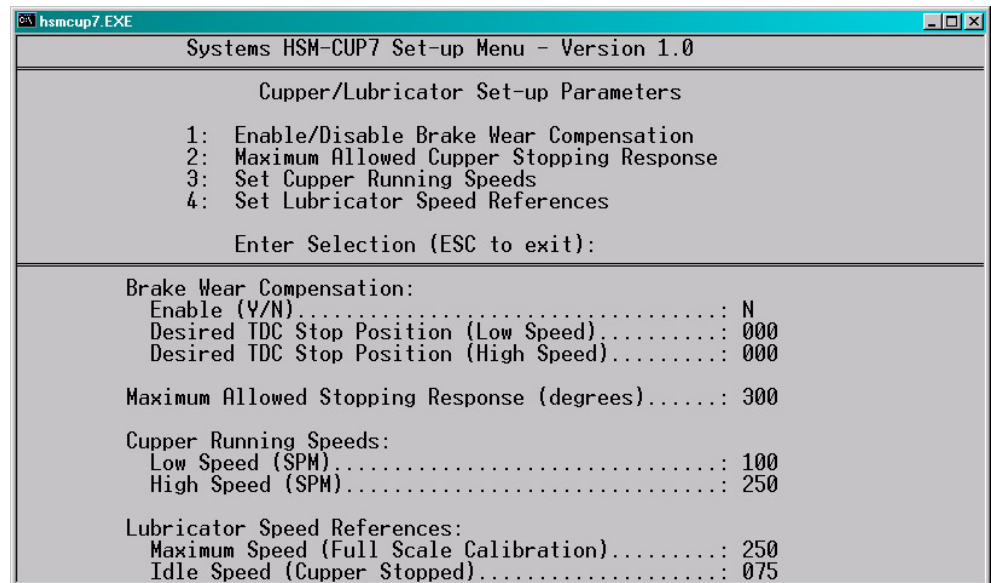 hsmcup7.EXE
Systems HSM-CUP7 Set-up Menu - Version 1.0
Cupper/Lubricator Set-up Parameters
1: Enable/Disable Brake Wear Compensation
2: Maximum Allowed Cupper Stopping Response
3: Set Cupper Running Speeds
4: Set Lubricator Speed References
Enter Selection (ESC to exit):
Brake Wear Compensation:
Enable (Y/N)...................................: N
Desired TDC Stop Position (Low Speed)..........: 000
Desired TDC Stop Position (High Speed).........: 000
Maximum Allowed Stopping Response (degrees)......: 300
Cupper Running Speeds:
Low Speed (SPM)................................: 100
High Speed (SPM)...............................: 250
Lubricator Speed References:
Maximum Speed (Full Scale Calibration).........: 250
Idle Speed (Cupper Stopped)....................: 075